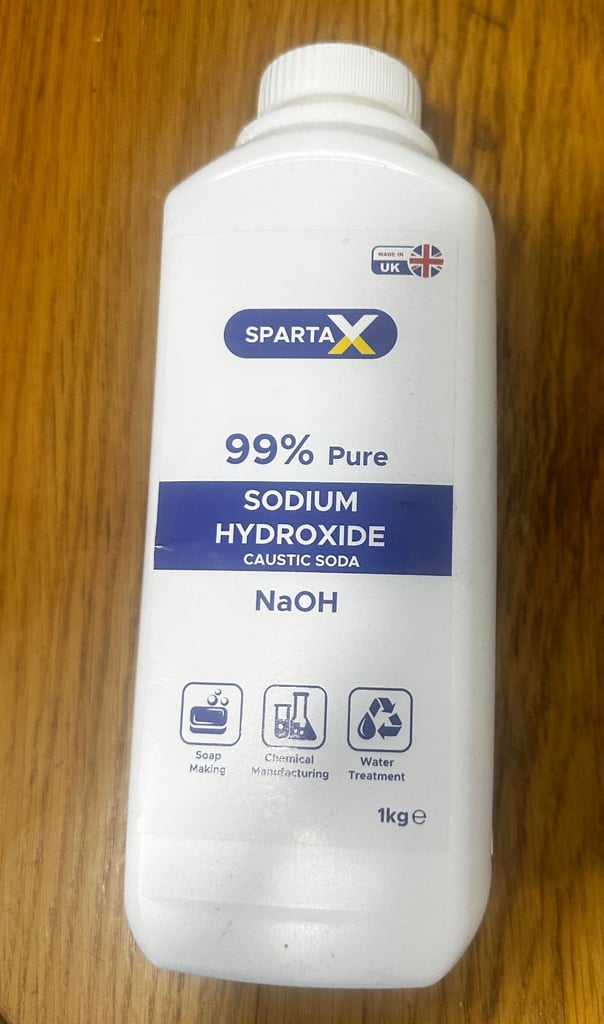 MADE IN
UK
SPARTAX
99% Pure
SODIUM
HYDROXIDE
CAUSTIC SODA
NaOH
Soap
Making
Chemical
Manufacturing
Water
Treatment
1kg ℮